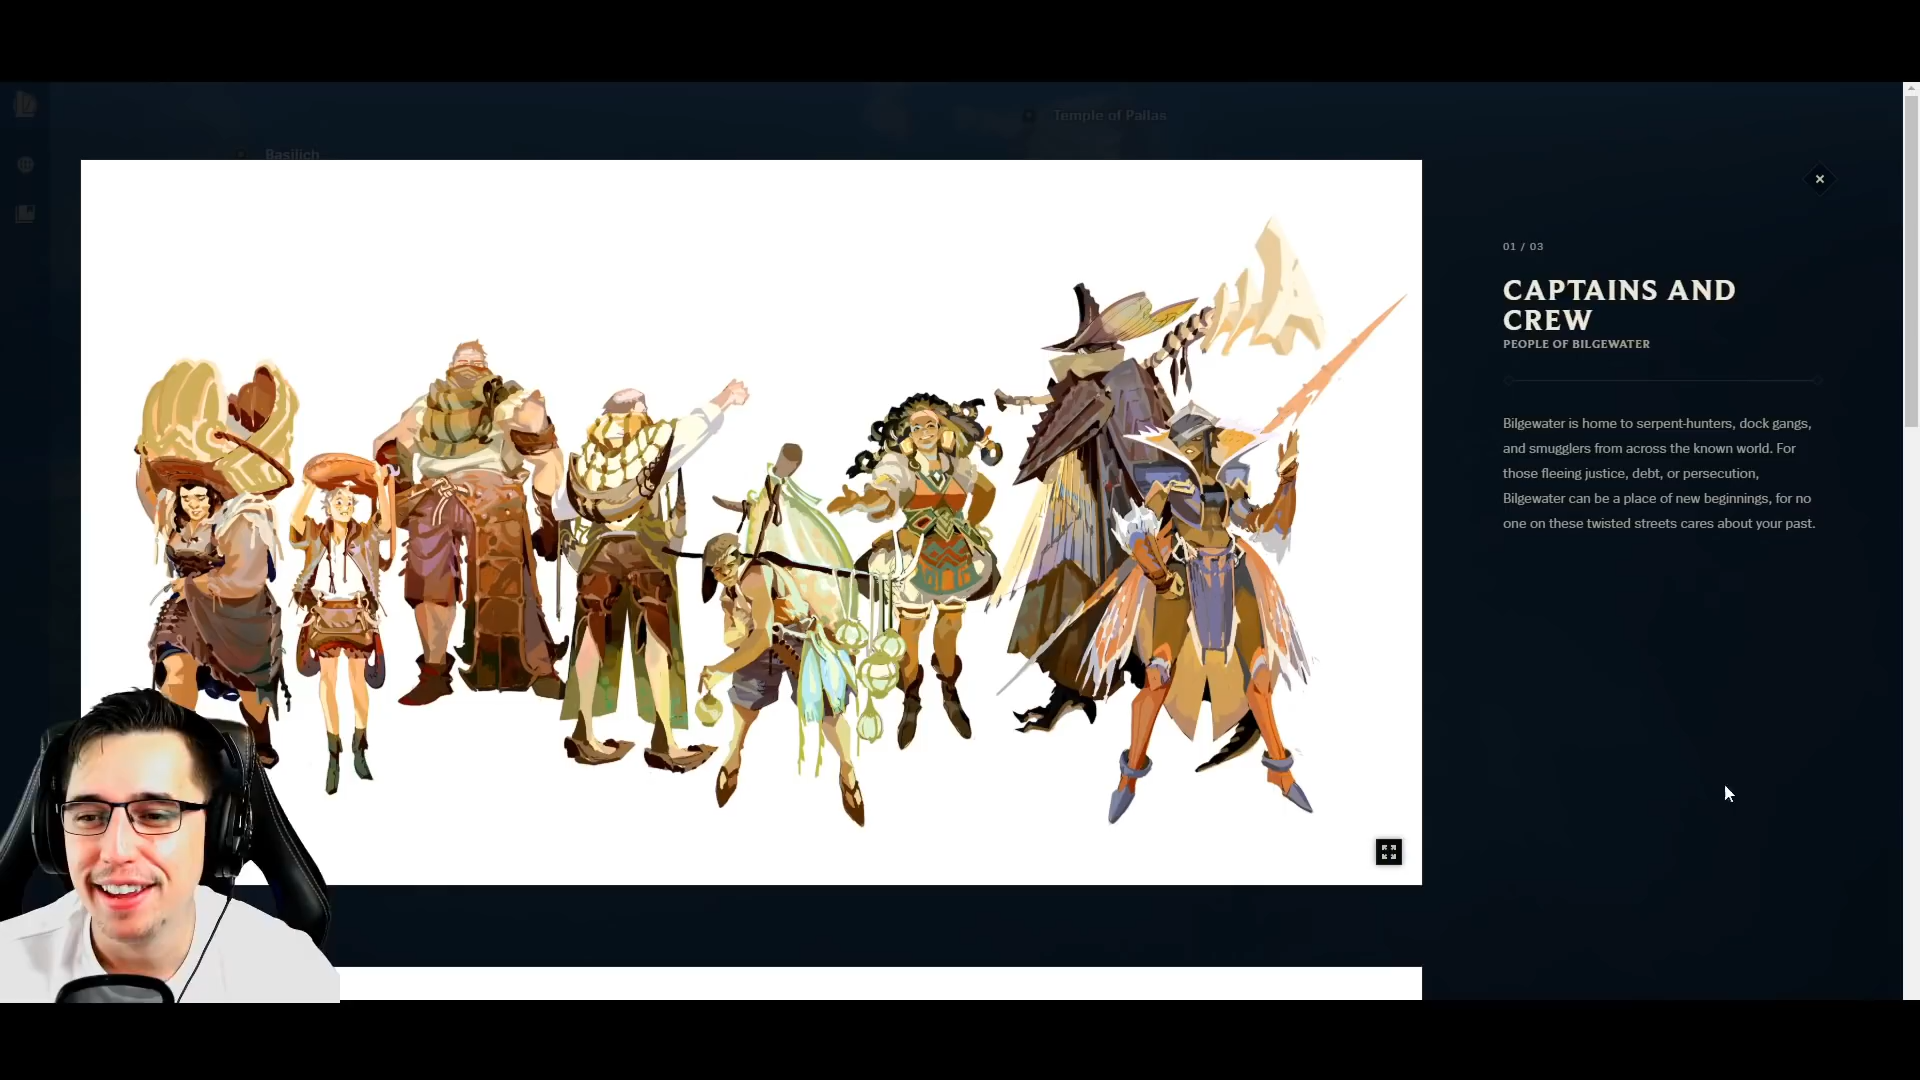 Temple of Pallas
Basilich
01 / 03
CAPTAINS AND
CREW
PEOPLE OF BILGEWATER
Bilgewater is home to serpent-hunters, dock gangs,
and smugglers from across the known world. For
those fleeing justice, debt, or persecution,
Bilgewater can be a place of new beginnings, for no
one on these twisted streets cares about your past.